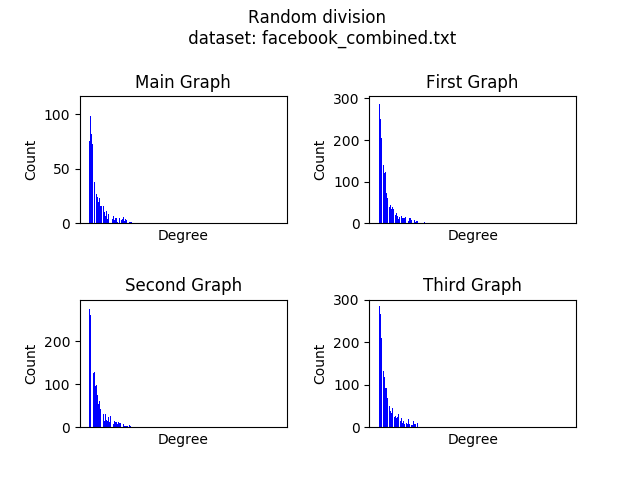 Random division
dataset: facebook_combined.txt
Main Graph
100
50
0
Count
Degree
First Graph
300
200
100
0
Count
Degree
Second Graph
200
100
0
Count
Degree
Third Graph
300
200
100
0
Count
Degree